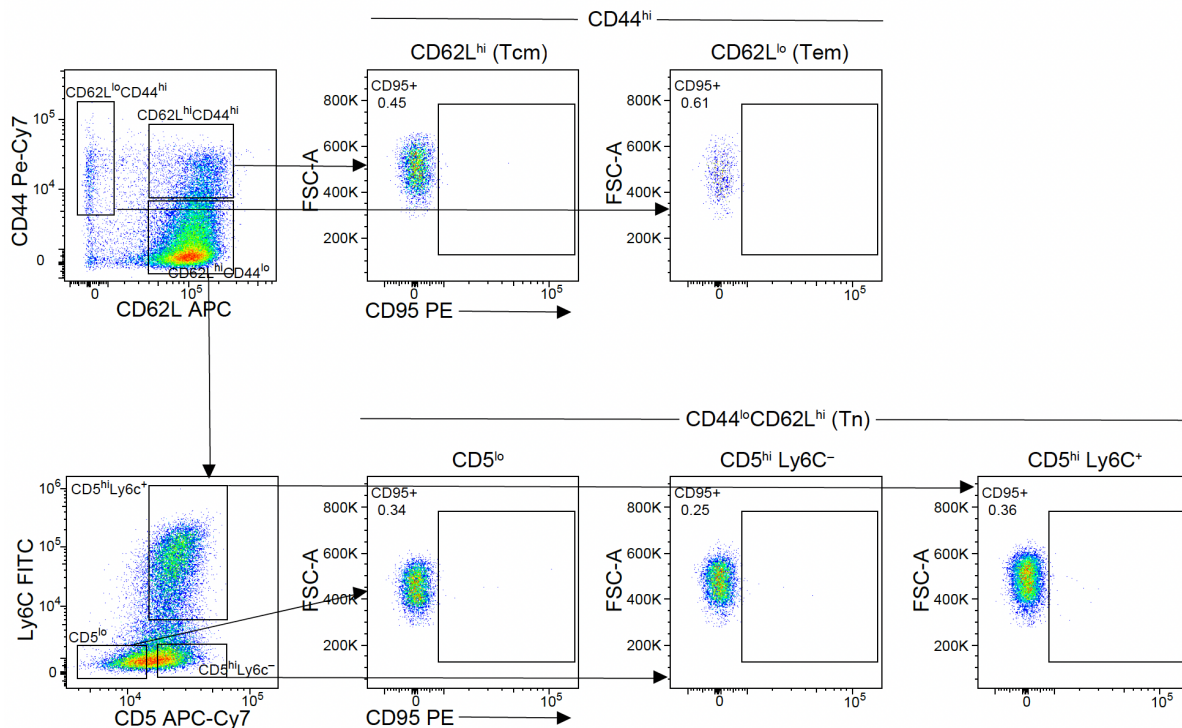 CD44ʰⁱ
CD62Lʰⁱ (Tcm)
CD62Lˡᵒ (Tem)
CD62LˡᵒCD44ʰⁱ
CD62LʰⁱCD44ʰⁱ
CD62LʰⁱCD44ˡᵒ
CD44 Pe-Cy7
10⁵
10⁴
0
0
10⁵
CD62L APC
CD95+
0.45
FSC-A
800K
600K
400K
200K
0
10⁵
CD95 PE
CD95+
0.61
FSC-A
800K
600K
400K
200K
0
10⁵
CD44ˡᵒCD62Lʰⁱ (Tn)
CD5ˡᵒ
CD5ʰⁱ Ly6C⁻
CD5ʰⁱ Ly6C⁺
CD5ʰⁱLy6c⁺
CD5ˡᵒ
CD5ʰⁱLy6c⁻
Ly6C FITC
10⁶
10⁵
10⁴
0
10⁴
10⁵
CD5 APC-Cy7
CD95+
0.34
FSC-A
800K
600K
400K
200K
0
10⁵
CD95 PE
CD95+
0.25
FSC-A
800K
600K
400K
200K
0
10⁵
CD95+
0.36
FSC-A
800K
600K
400K
200K
0
10⁵